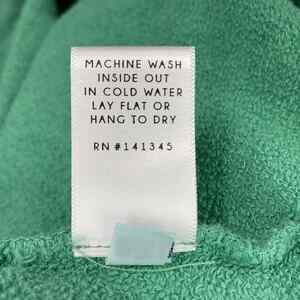 MACHINE WASH
INSIDE OUT
IN COLD WATER
LAY FLAT OR
HANG TO DRY
RN #141345